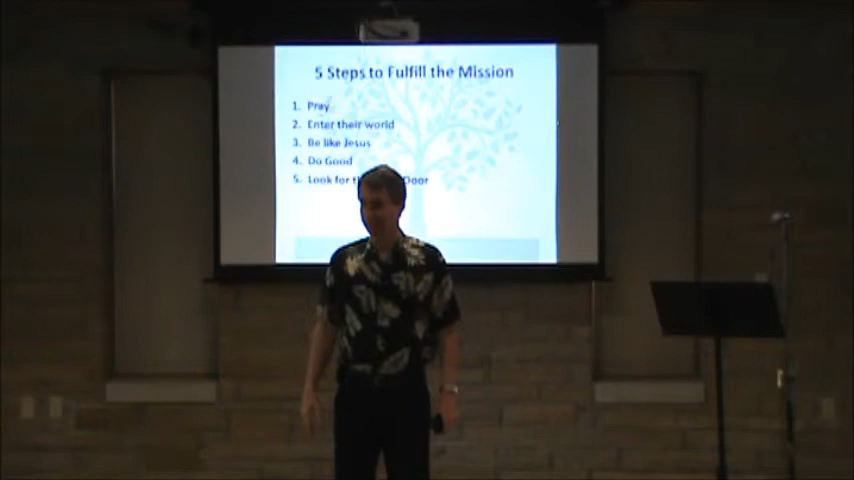 5 Steps to Fulfill the Mission
1. Pray
2. Enter their world
3. Be like Jesus
4. Do Good
5. Look for Door